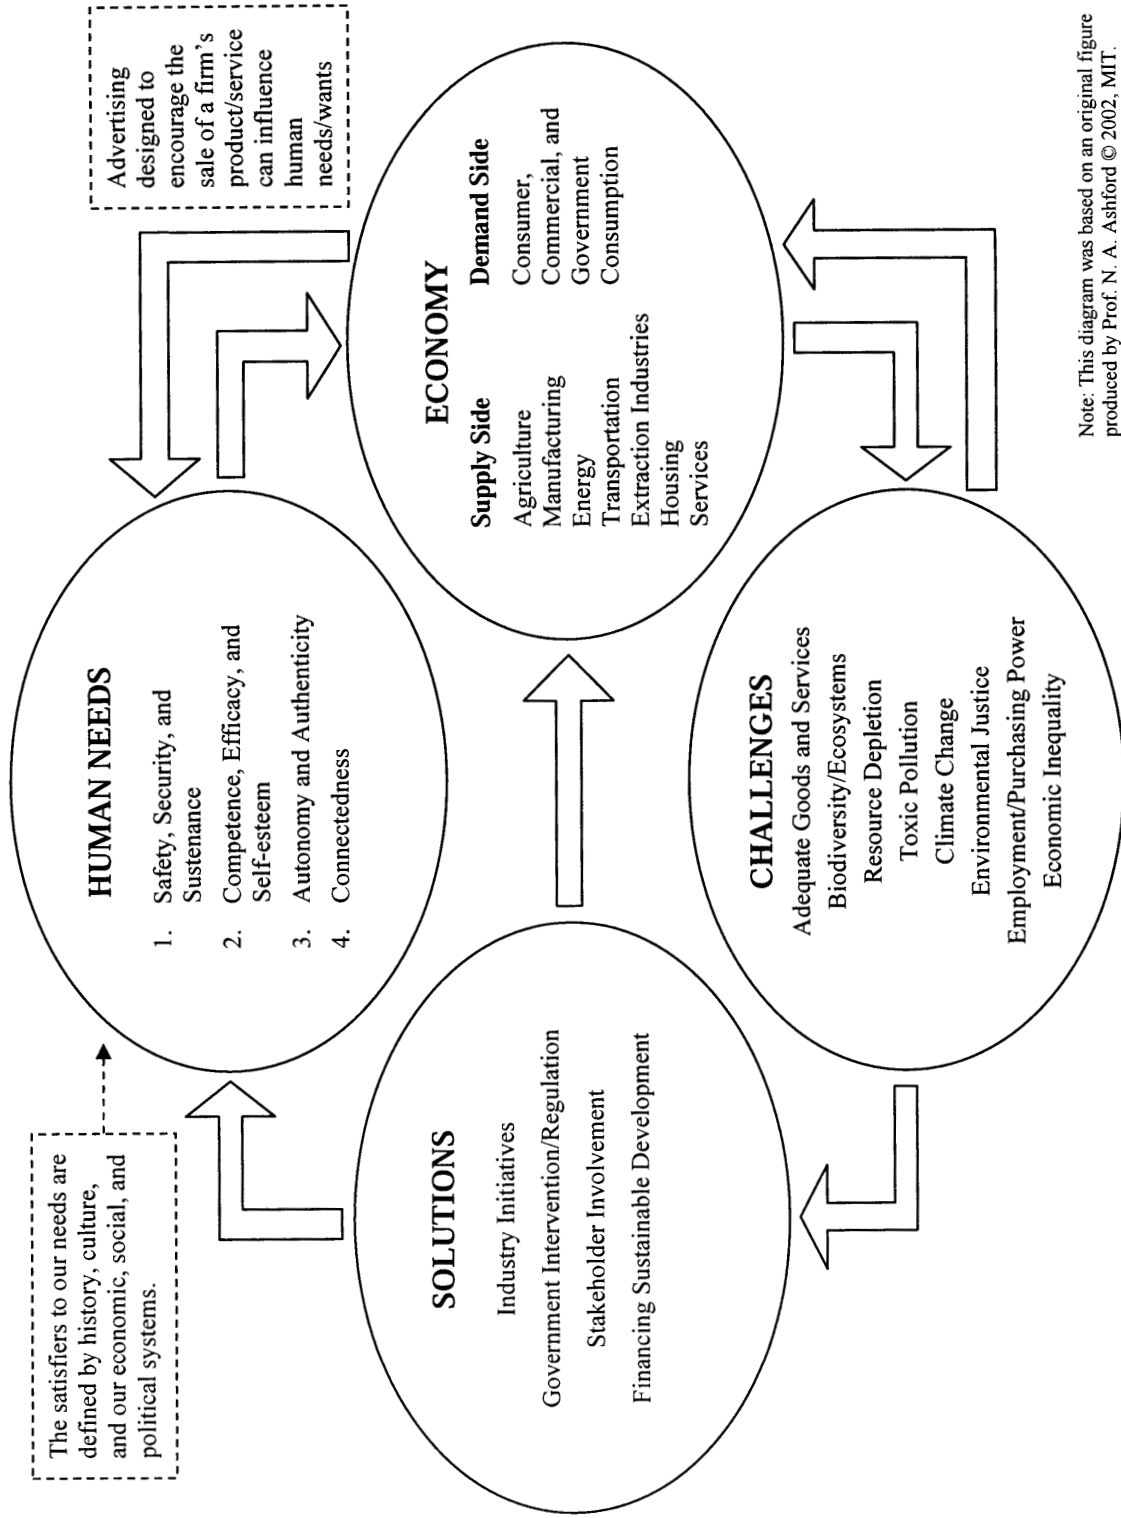 The satisfiers to our needs are
defined by history, culture,
and our economic, social, and
political systems.
HUMAN NEEDS
1. Safety, Security, and
Sustenance
2. Competence, Efficacy, and
Self-esteem
3. Autonomy and Authenticity
4. Connectedness
Advertising
designed to
encourage the
sale of a firm's
product/service
can influence
human
needs/wants
SOLUTIONS
Industry Initiatives
Government Intervention/Regulation
Stakeholder Involvement
Financing Sustainable Development
ECONOMY
Supply Side
Agriculture
Manufacturing
Energy
Transportation
Extraction Industries
Housing
Services
Demand Side
Consumer,
Commercial, and
Government
Consumption
CHALLENGES
Adequate Goods and Services
Biodiversity/Ecosystems
Resource Depletion
Toxic Pollution
Climate Change
Environmental Justice
Employment/Purchasing Power
Economic Inequality
Note: This diagram was based on an original figure
produced by Prof. N. A. Ashford © 2002, MIT.